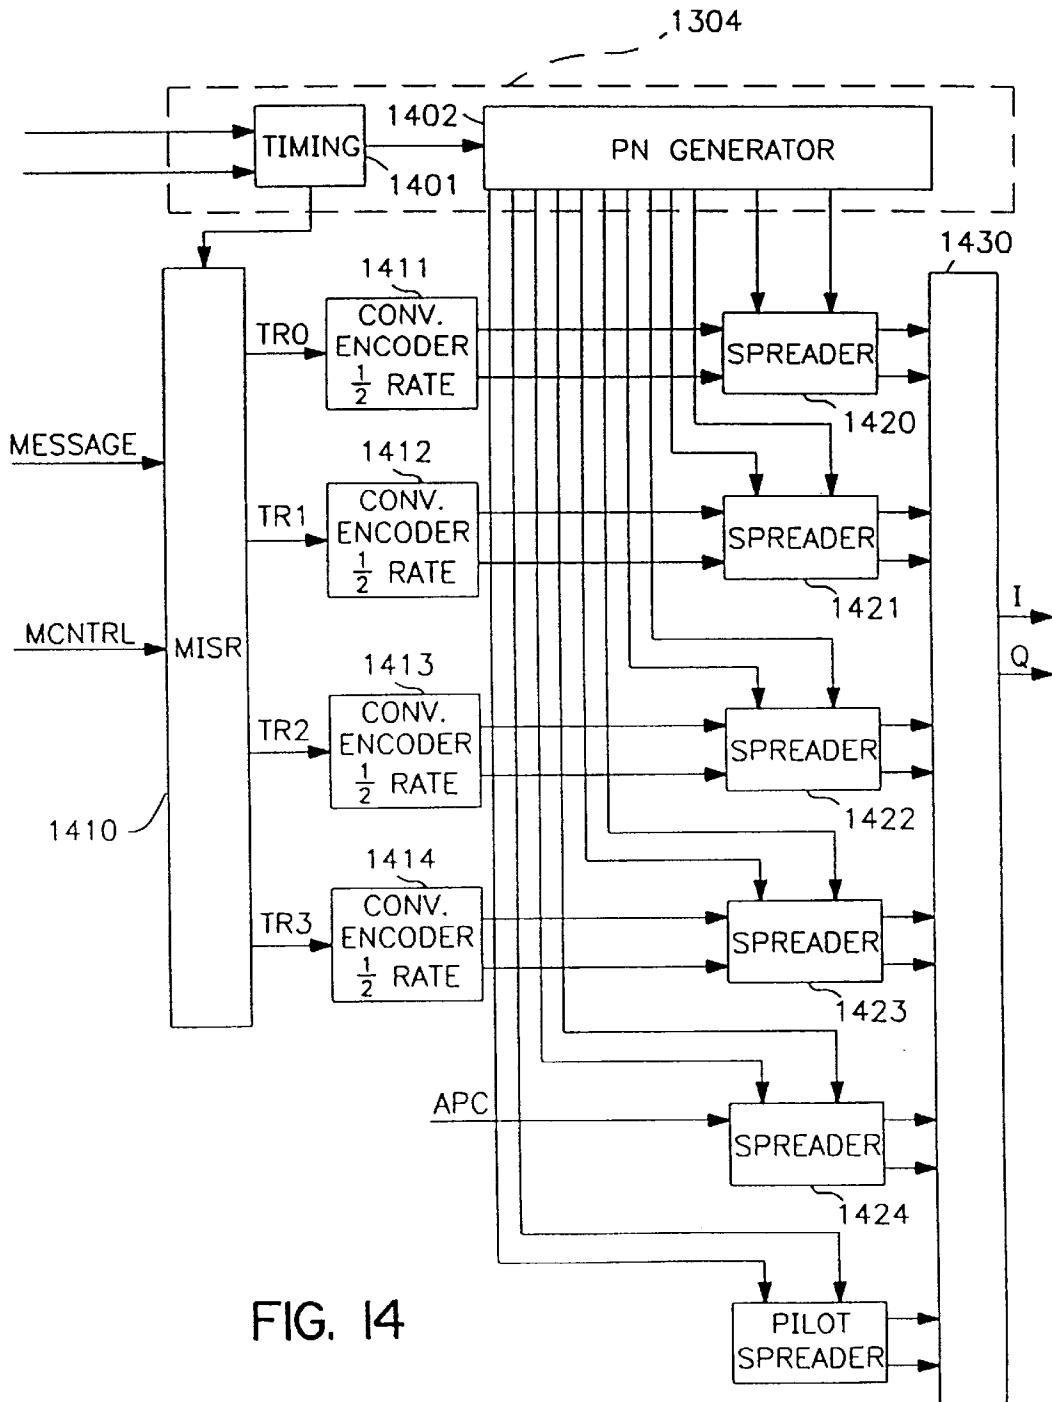 1304
1402
TIMING
PN GENERATOR
1401
1430
1411
CONV.
ENCODER
1/2 RATE
TR0
SPREADER
1420
MESSAGE
1412
CONV.
ENCODER
1/2 RATE
TR1
SPREADER
1421
I
MCNTRL
MISR
Q
1413
CONV.
ENCODER
1/2 RATE
TR2
SPREADER
1422
1410
1414
CONV.
ENCODER
1/2 RATE
TR3
SPREADER
1423
APC
SPREADER
1424
PILOT
SPREADER
FIG. 14